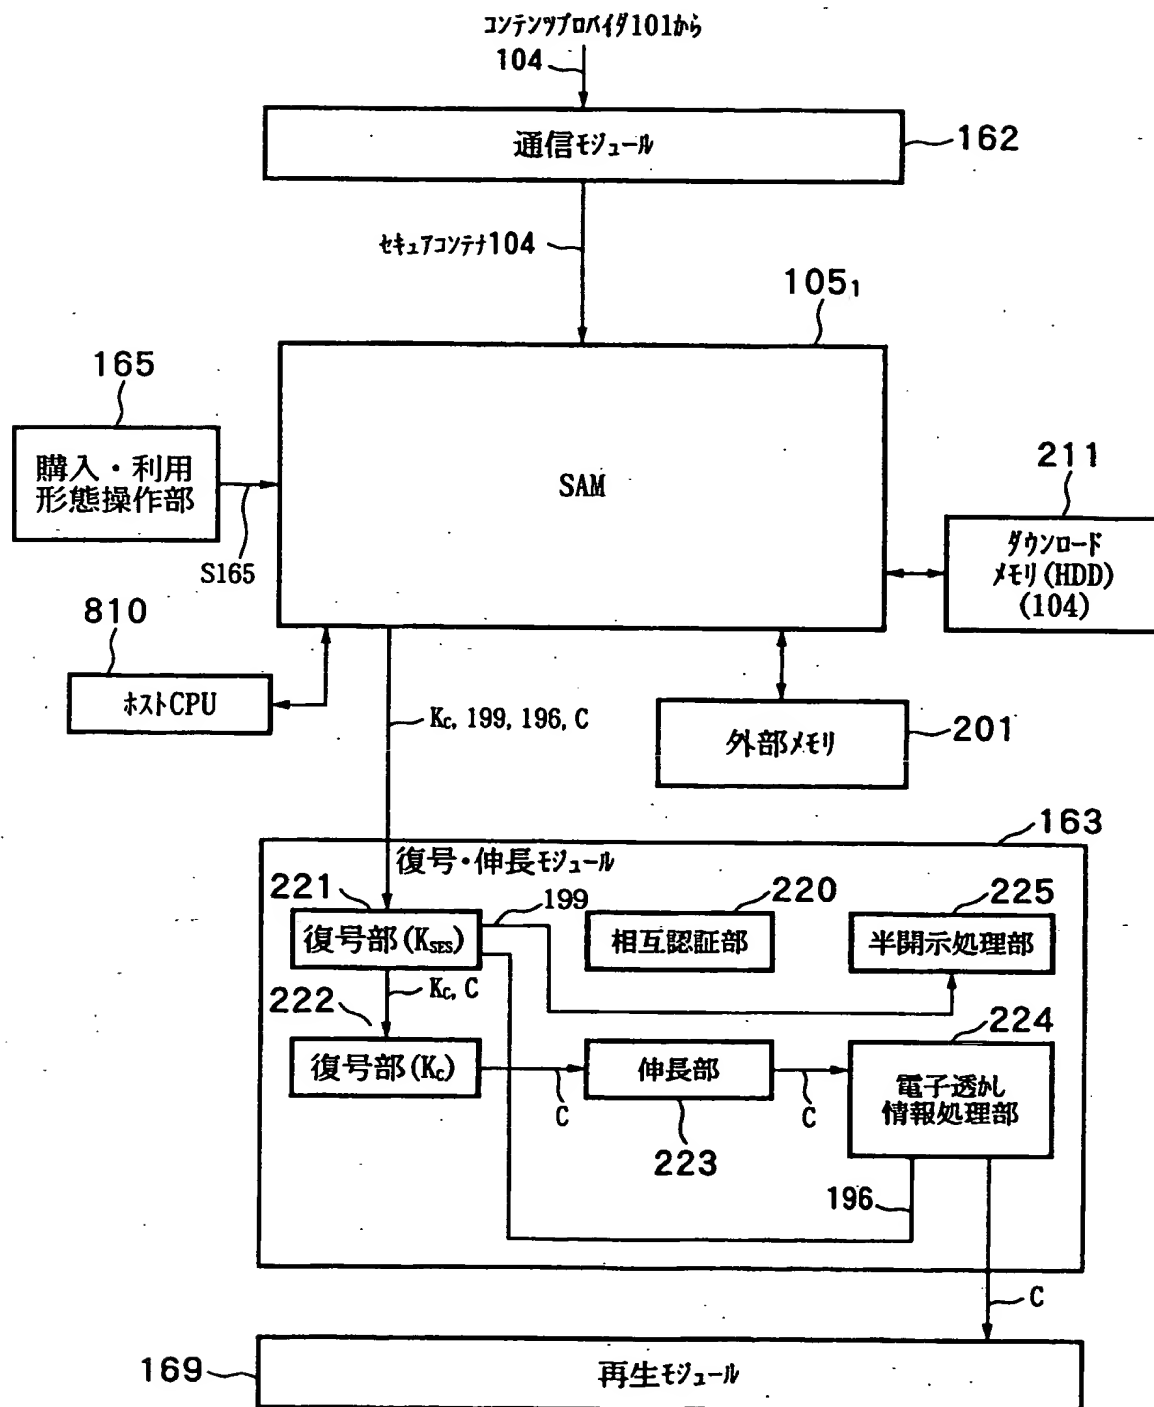 コンテンツプロバイダ101から
104
通信モジュール
162
セキュアコンテナ104
105₁
165
購入・利用
形態操作部
S165
SAM
211
ダウンロード
メモリ(HDD)
(104)
810
ホストCPU
Kc, 199, 196, C
外部メモリ
201
163
復号・伸長モジュール
221
199
220
225
復号部(KSES)
相互認証部
半開示処理部
Kc, C
222
224
復号部(Kc)
C
伸長部
C
電子透かし
情報処理部
223
196
C
169
再生モジュール